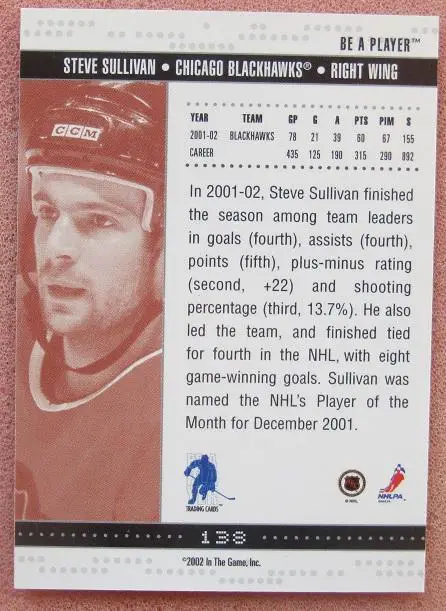 BE A PLAYER™
STEVE SULLIVAN • CHICAGO BLACKHAWKS® • RIGHT WING
CCM
YEAR TEAM GP G A PTS PIM S
2001-02 BLACKHAWKS 78 21 39 60 67 155
CAREER 435 125 190 315 290 892
In 2001-02, Steve Sullivan finished
the season among team leaders
in goals (fourth), assists (fourth),
points (fifth), plus-minus rating
(second, +22) and shooting
percentage (third, 13.7%). He also
led the team, and finished tied
for fourth in the NHL, with eight
game-winning goals. Sullivan was
named the NHL's Player of the
Month for December 2001.
TRADING CARDS
© NHL
NHLPA
138
©2002 In The Game, Inc.